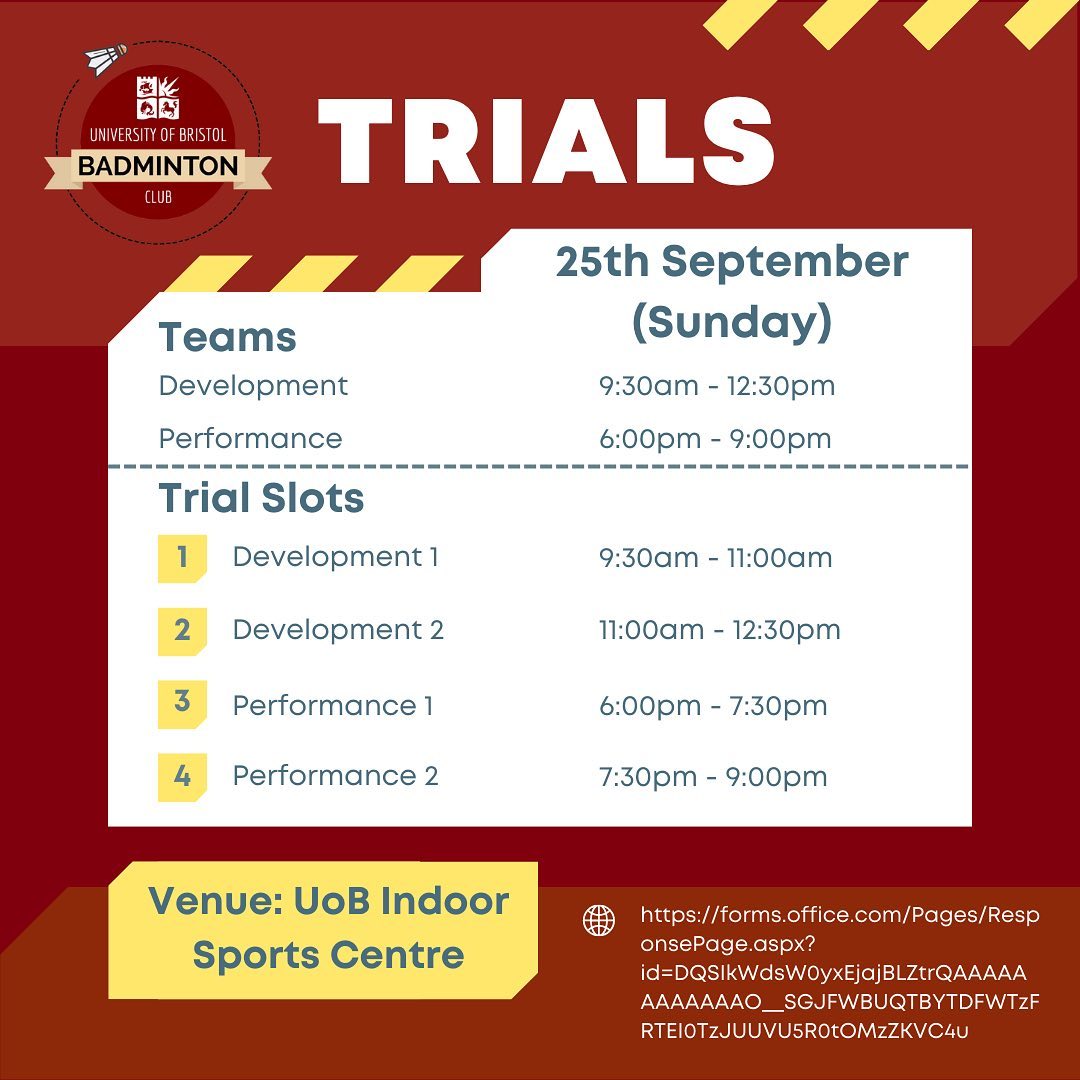 UNIVERSITY OF BRISTOL
BADMINTON
CLUB
TRIALS
25th September
(Sunday)
Teams
Development 9:30am - 12:30pm
Performance 6:00pm - 9:00pm
Trial Slots
1 Development 1 9:30am - 11:00am
2 Development 2 11:00am - 12:30pm
3 Performance 1 6:00pm - 7:30pm
4 Performance 2 7:30pm - 9:00pm
Venue: UoB Indoor
Sports Centre
https://forms.office.com/Pages/Resp
onsePage.aspx?
id=DQSIkWdsW0yxEjajBLZtrQAAAAA
AAAAAAAO__SGJFWBUQTBYTDFWTzF
RTEI0TzJUUVU5R0tOMzZKVC4u